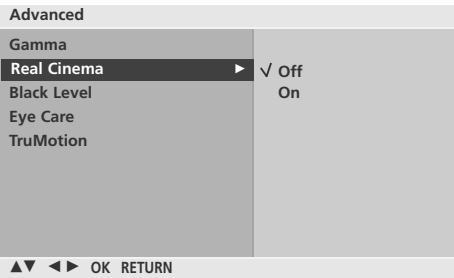 Advanced
Gamma
Real Cinema ►
√ Off
On
Black Level
Eye Care
TruMotion
▲▼ ◄► OK RETURN